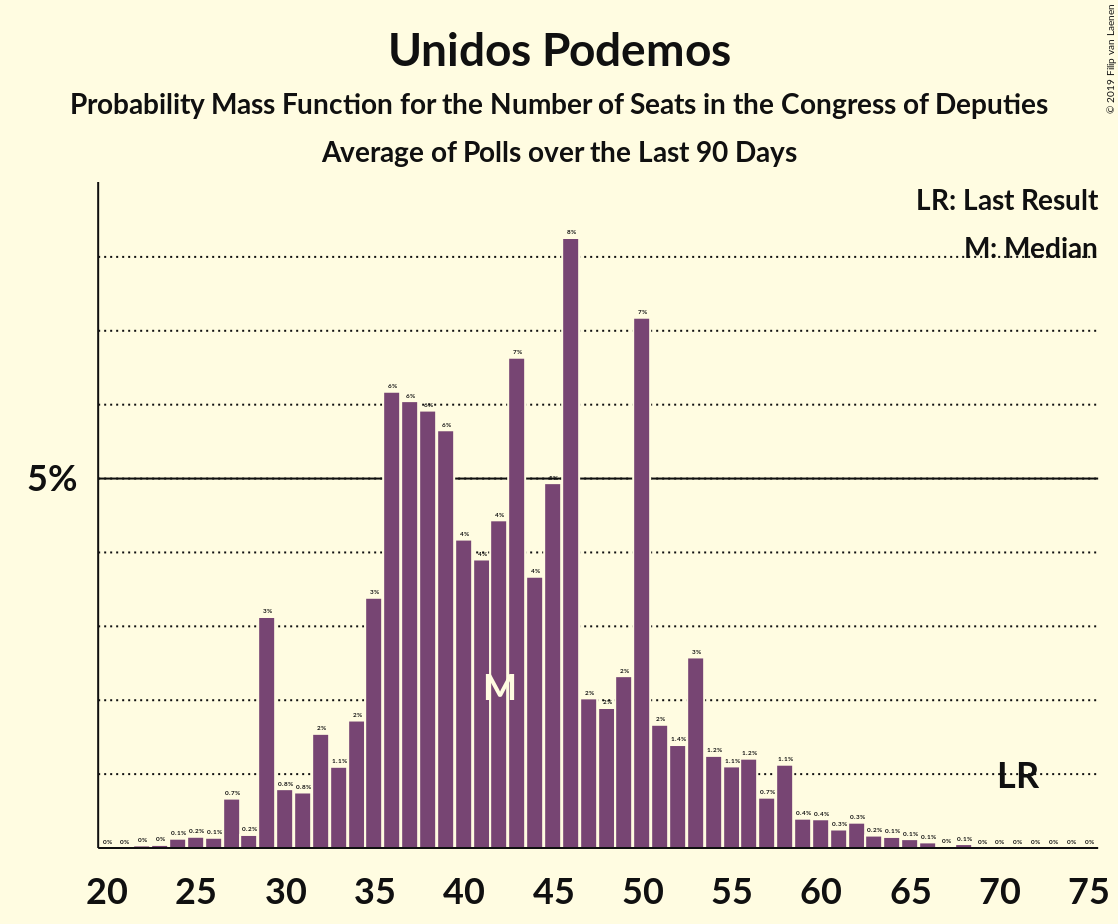 Unidos Podemos
Probability Mass Function for the Number of Seats in the Congress of Deputies
Average of Polls over the Last 90 Days
© 2019 Filip van Laenen
LR: Last Result
M: Median
5%
0% 0% 0% 0% 0.1% 0.2% 0.1% 0.7% 0.2% 3% 0.8% 0.8% 2% 1.1% 2% 3% 6% 6% 6% 6% 4% 4% 4% 7% 4% 5% 8% 2% 2% 2% 7% 2% 1.4% 3% 1.2% 1.1% 1.2% 0.7% 1.1% 0.4% 0.4% 0.3% 0.3% 0.2% 0.1% 0.1% 0.1% 0% 0.1% 0% 0% 0% 0% 0% 0% 0%
M
LR
20 25 30 35 40 45 50 55 60 65 70 75